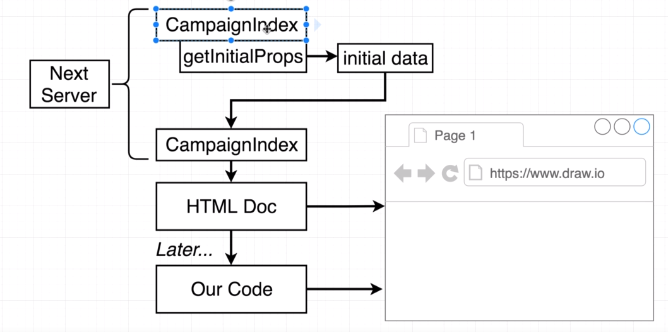 CampaignIndex
getInitialProps
initial data
Next
Server
CampaignIndex
Page 1
https://www.draw.io
HTML Doc
Later...
Our Code